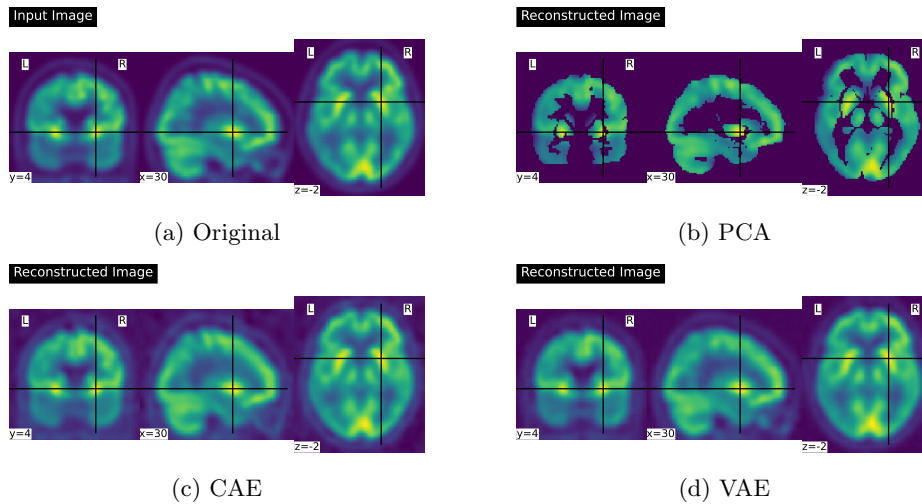 Input Image
L R
y=4 x=30 z=-2
L R
(a) Original
Reconstructed Image
L R
y=4 x=30 z=-2
L R
(b) PCA
Reconstructed Image
L R
y=4 x=30 z=-2
L R
(c) CAE
Reconstructed Image
L R
y=4 x=30 z=-2
L R
(d) VAE